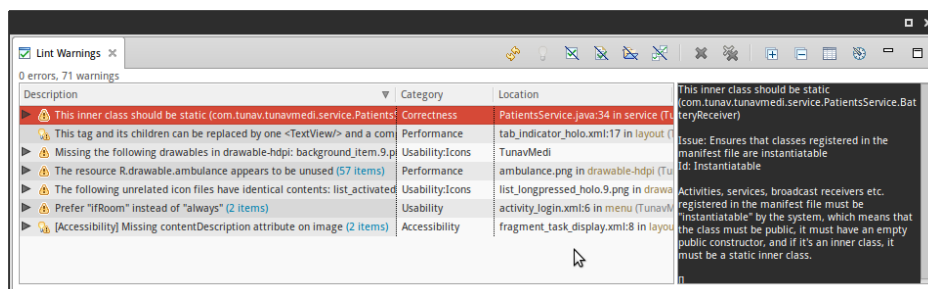 Lint Warnings
0 errors, 71 warnings
Description Category Location
This inner class should be static (com.tunav.tunavmedi.service.Patients Correctness PatientsService.java:34 in service (Tu
This tag and its children can be replaced by one <TextView/> and a com Performance tab_indicator_holo.xml:17 in layout (
Missing the following drawables in drawable-hdpi: background_item.9.p Usability:Icons TunavMedi
The resource R.drawable.ambulance appears to be unused (57 items) Performance ambulance.png in drawable-hdpi (Tu
The following unrelated icon files have identical contents: list_activated Usability:Icons list_longpressed_holo.9.png in drawa
Prefer "ifRoom" instead of "always" (2 items) Usability activity_login.xml:6 in menu (TunavM
[Accessibility] Missing contentDescription attribute on image (2 items) Accessibility fragment_task_display.xml:8 in layou
This inner class should be static
(com.tunav.tunavmedi.service.PatientsService.Bat
teryReceiver)
Issue: Ensures that classes registered in the
manifest file are instantiatable
Id: Instantiatable
Activities, services, broadcast receivers etc.
registered in the manifest file must be
"instantiatable" by the system, which means that
the class must be public, it must have an empty
public constructor, and if it's an inner class, it
must be a static inner class.